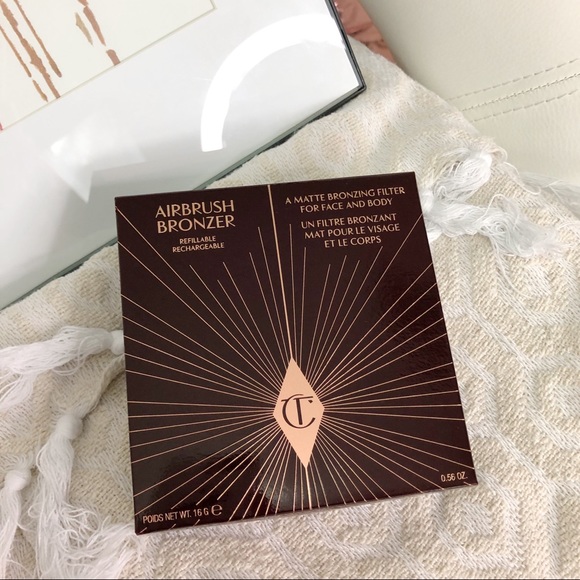 AIRBRUSH
BRONZER
REFILLABLE
RECHARGEABLE
A MATTE BRONZING FILTER
FOR FACE AND BODY
UN FILTRE BRONZANT
MAT POUR LE VISAGE
ET LE CORPS
CT
POIDS NET WT. 16 G ℮
0.56 OZ.